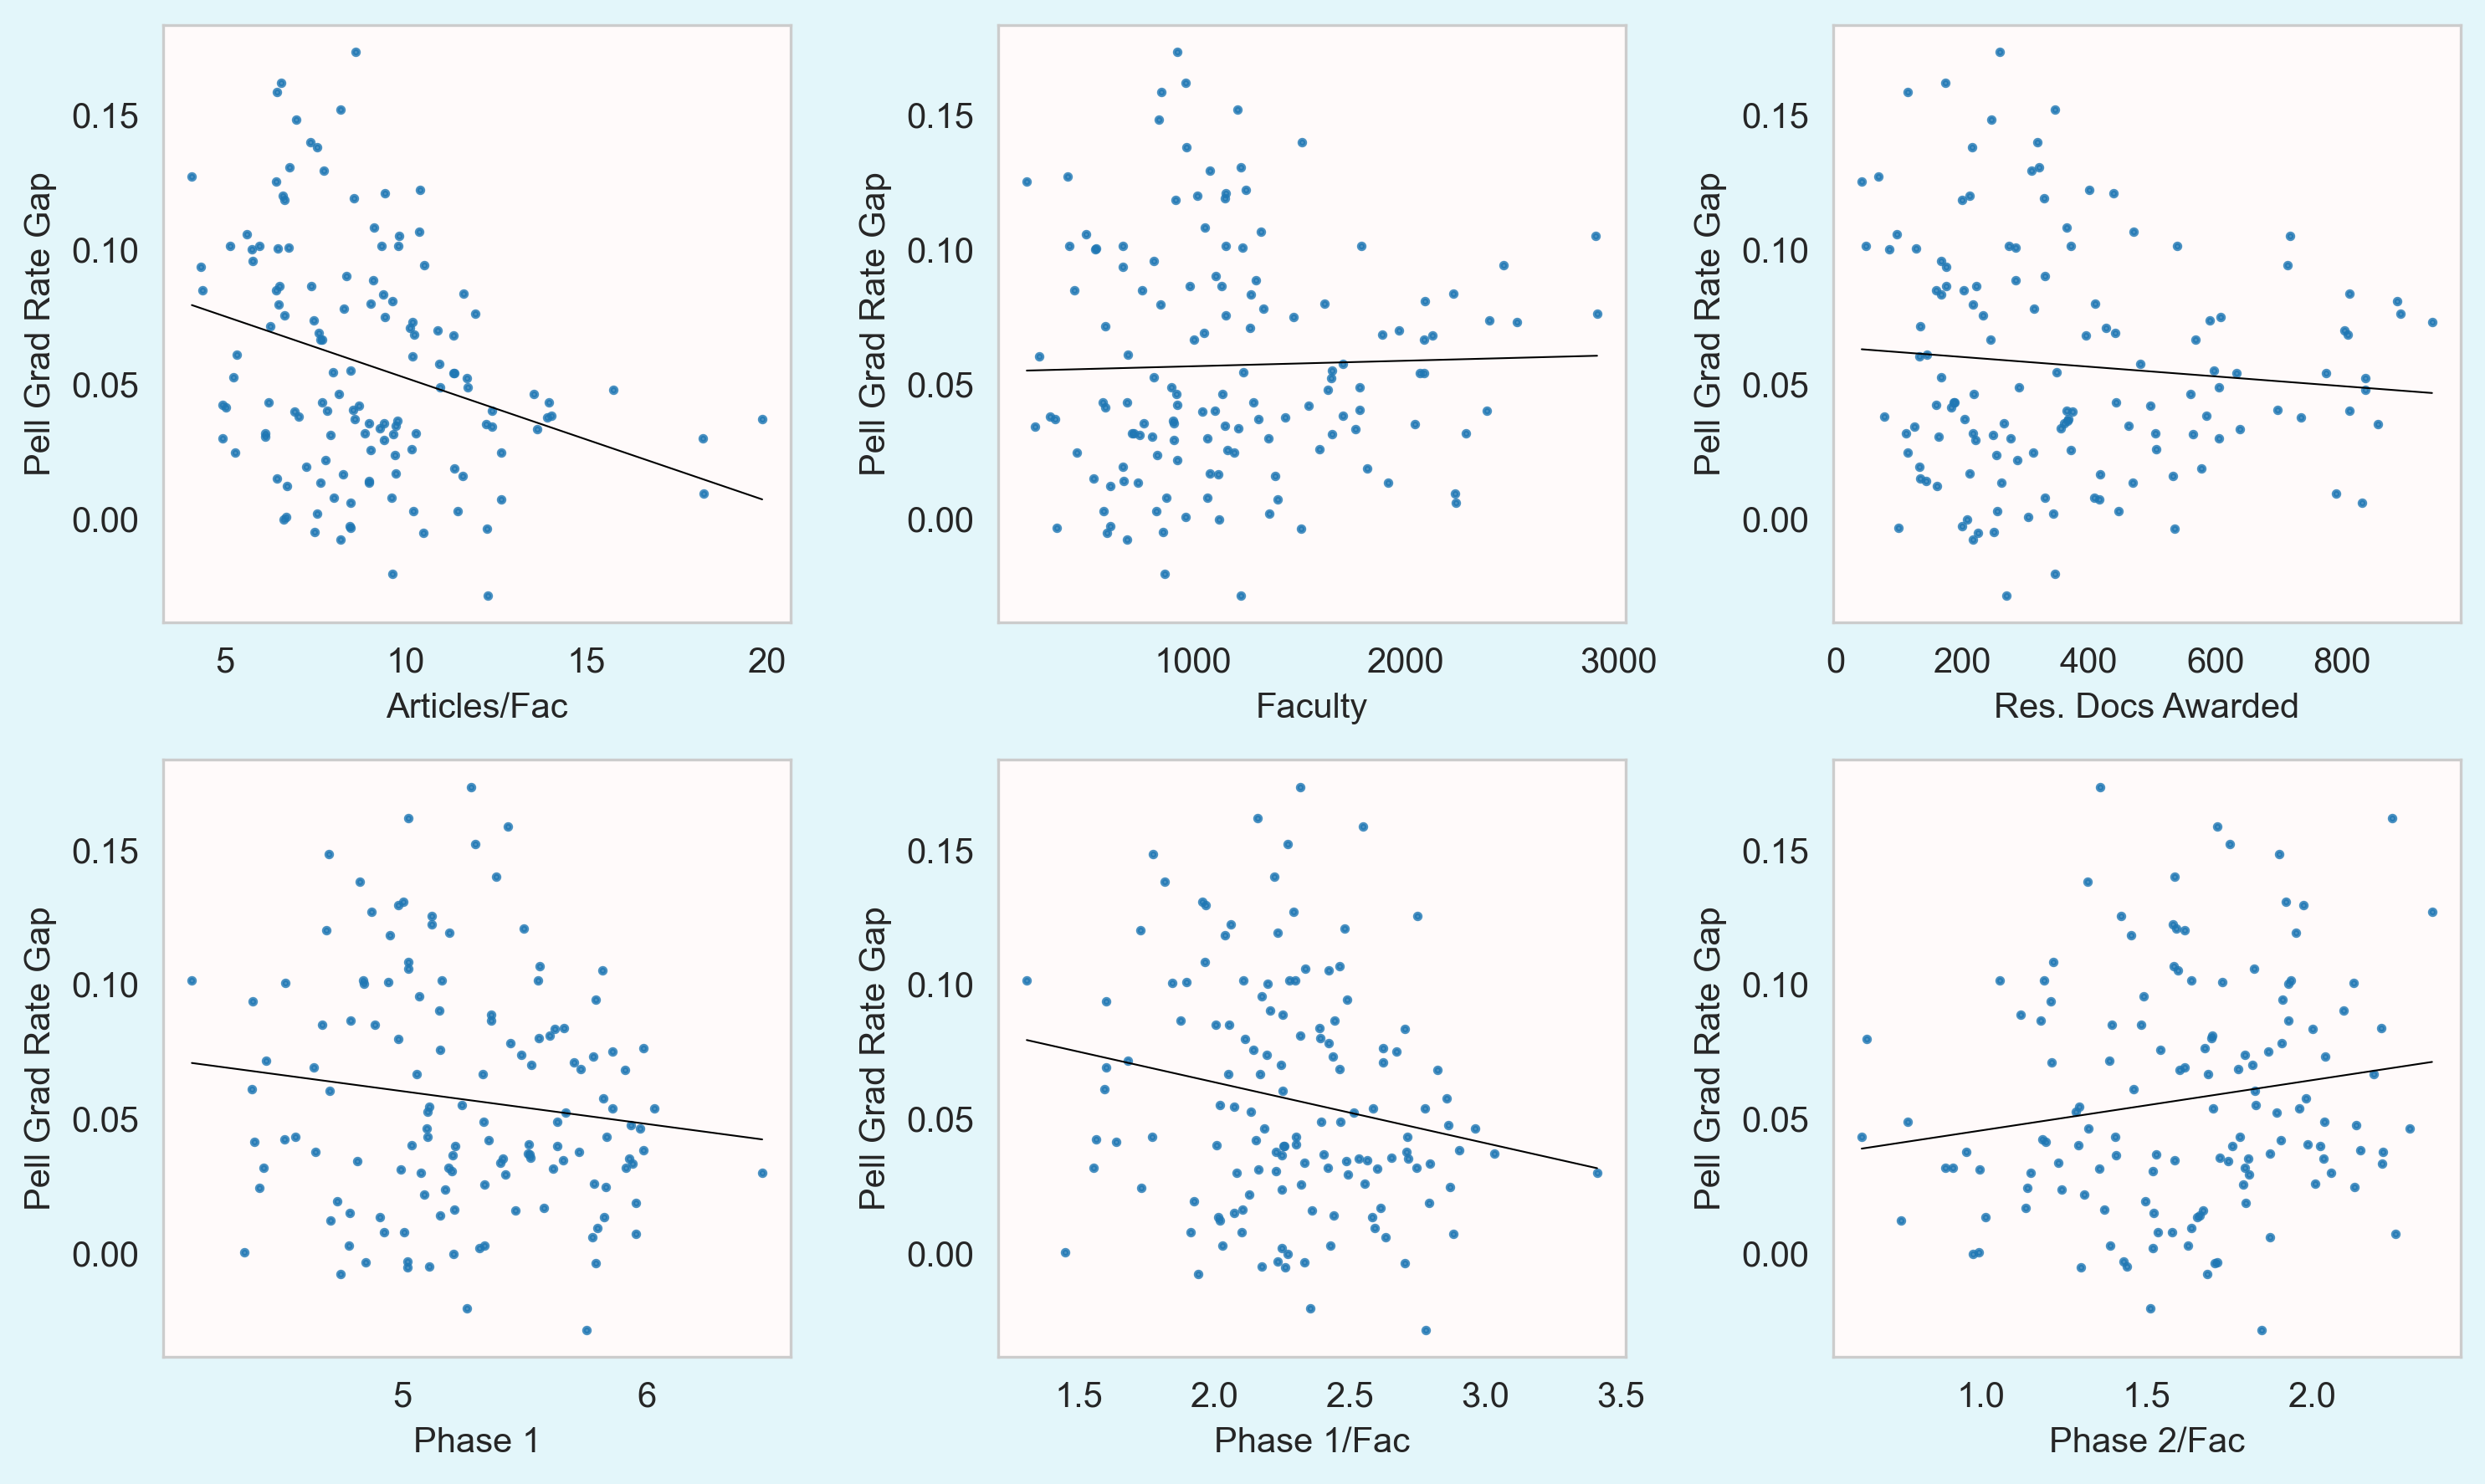 Pell Grad Rate Gap
0.15
0.10
0.05
0.00
5 10 15 20
Articles/Fac
Pell Grad Rate Gap
0.15
0.10
0.05
0.00
1000 2000 3000
Faculty
Pell Grad Rate Gap
0.15
0.10
0.05
0.00
0 200 400 600 800
Res. Docs Awarded
Pell Grad Rate Gap
0.15
0.10
0.05
0.00
5 6
Phase 1
Pell Grad Rate Gap
0.15
0.10
0.05
0.00
1.5 2.0 2.5 3.0 3.5
Phase 1/Fac
Pell Grad Rate Gap
0.15
0.10
0.05
0.00
1.0 1.5 2.0
Phase 2/Fac